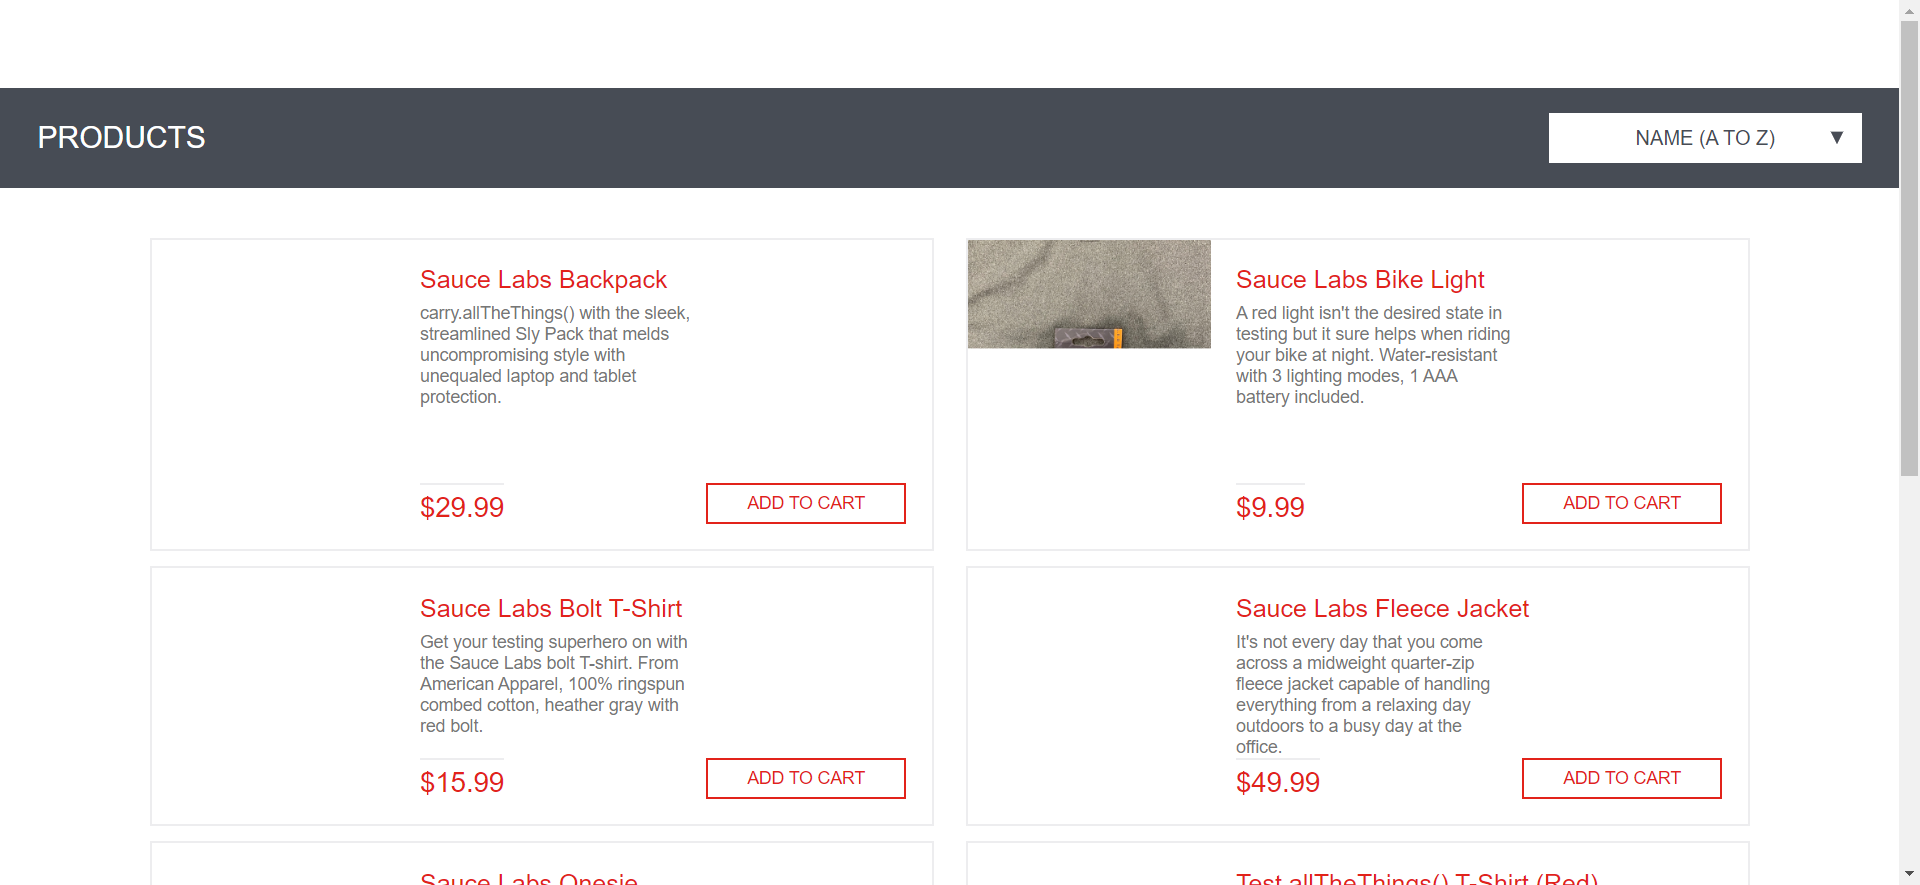 PRODUCTS
NAME (A TO Z)
Sauce Labs Backpack
carry.allTheThings() with the sleek,
streamlined Sly Pack that melds
uncompromising style with
unequaled laptop and tablet
protection.
$29.99
ADD TO CART
Sauce Labs Bike Light
A red light isn't the desired state in
testing but it sure helps when riding
your bike at night. Water-resistant
with 3 lighting modes, 1 AAA
battery included.
$9.99
ADD TO CART
Sauce Labs Bolt T-Shirt
Get your testing superhero on with
the Sauce Labs bolt T-shirt. From
American Apparel, 100% ringspun
combed cotton, heather gray with
red bolt.
$15.99
ADD TO CART
Sauce Labs Fleece Jacket
It's not every day that you come
across a midweight quarter-zip
fleece jacket capable of handling
everything from a relaxing day
outdoors to a busy day at the
office.
$49.99
ADD TO CART
Sauce Labs Onesie
Test.allTheThings() T-Shirt (Red)